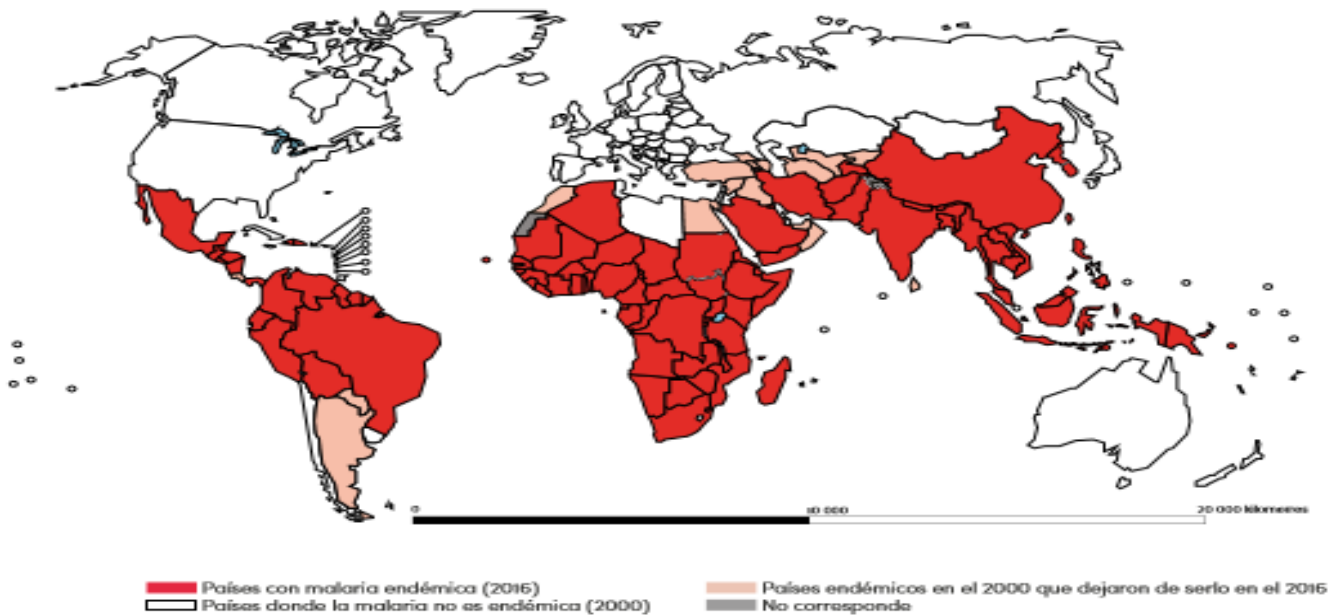 0
10 000
20 000 kilometres
Países con malaria endémica (2016)
Países endémicos en el 2000 que dejaron de serlo en el 2016
Países donde la malaria no es endémica (2000)
No corresponde